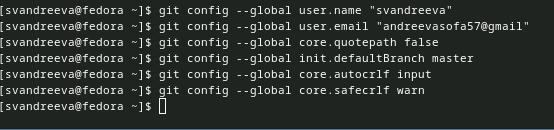 [svandreeva@fedora ~]$ git config --global user.name "svandreeva"
[svandreeva@fedora ~]$ git config --global user.email "andreevasofa57@gmail"
[svandreeva@fedora ~]$ git config --global core.quotepath false
[svandreeva@fedora ~]$ git config --global init.defaultBranch master
[svandreeva@fedora ~]$ git config --global core.autocrlf input
[svandreeva@fedora ~]$ git config --global core.safecrlf warn
[svandreeva@fedora ~]$